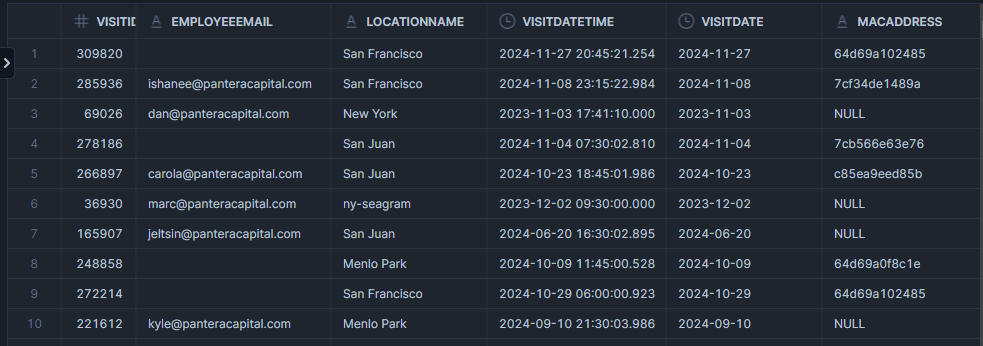 # VISITID A EMPLOYEEEMAIL A LOCATIONNAME VISITDATETIME VISITDATE A MACADDRESS
1 309820 San Francisco 2024-11-27 20:45:21.254 2024-11-27 64d69a102485
2 285936 ishanee@panteracapital.com San Francisco 2024-11-08 23:15:22.984 2024-11-08 7cf34de1489a
3 69026 dan@panteracapital.com New York 2023-11-03 17:41:10.000 2023-11-03 NULL
4 278186 San Juan 2024-11-04 07:30:02.810 2024-11-04 7cb566e63e76
5 266897 carola@panteracapital.com San Juan 2024-10-23 18:45:01.986 2024-10-23 c85ea9eed85b
6 36930 marc@panteracapital.com ny-seagram 2023-12-02 09:30:00.000 2023-12-02 NULL
7 165907 jeltsin@panteracapital.com San Juan 2024-06-20 16:30:02.895 2024-06-20 NULL
8 248858 Menlo Park 2024-10-09 11:45:00.528 2024-10-09 64d69a0f8c1e
9 272214 San Francisco 2024-10-29 06:00:00.923 2024-10-29 64d69a102485
10 221612 kyle@panteracapital.com Menlo Park 2024-09-10 21:30:03.986 2024-09-10 NULL